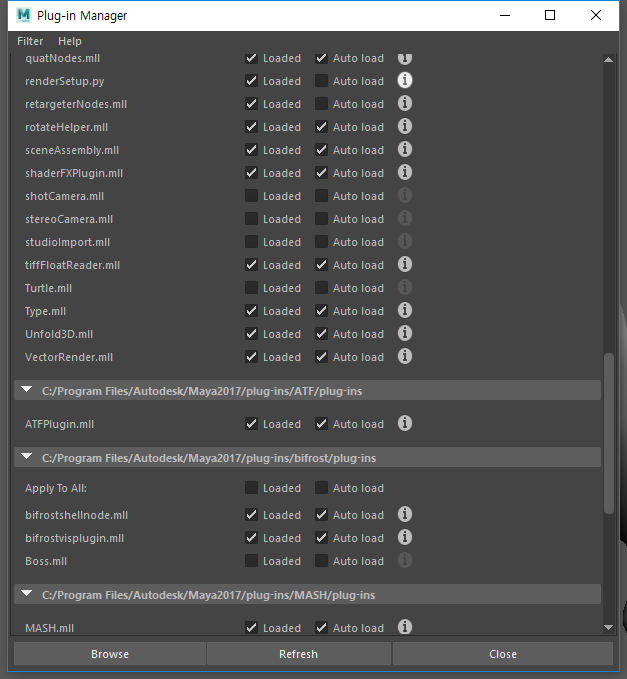 M Plug-in Manager
Filter Help
quatNodes.mll Loaded Auto load i
renderSetup.py Loaded Auto load i
retargeterNodes.mll Loaded Auto load i
rotateHelper.mll Loaded Auto load i
sceneAssembly.mll Loaded Auto load i
shaderFXPlugin.mll Loaded Auto load i
shotCamera.mll Loaded Auto load i
stereoCamera.mll Loaded Auto load i
studioImport.mll Loaded Auto load i
tiffFloatReader.mll Loaded Auto load i
Turtle.mll Loaded Auto load i
Type.mll Loaded Auto load i
Unfold3D.mll Loaded Auto load i
VectorRender.mll Loaded Auto load i
C:/Program Files/Autodesk/Maya2017/plug-ins/ATF/plug-ins
ATFPlugin.mll Loaded Auto load i
C:/Program Files/Autodesk/Maya2017/plug-ins/bifrost/plug-ins
Apply To All: Loaded Auto load
bifrostshellnode.mll Loaded Auto load i
bifrostvisplugin.mll Loaded Auto load i
Boss.mll Loaded Auto load i
C:/Program Files/Autodesk/Maya2017/plug-ins/MASH/plug-ins
MASH.mll Loaded Auto load i
Browse Refresh Close